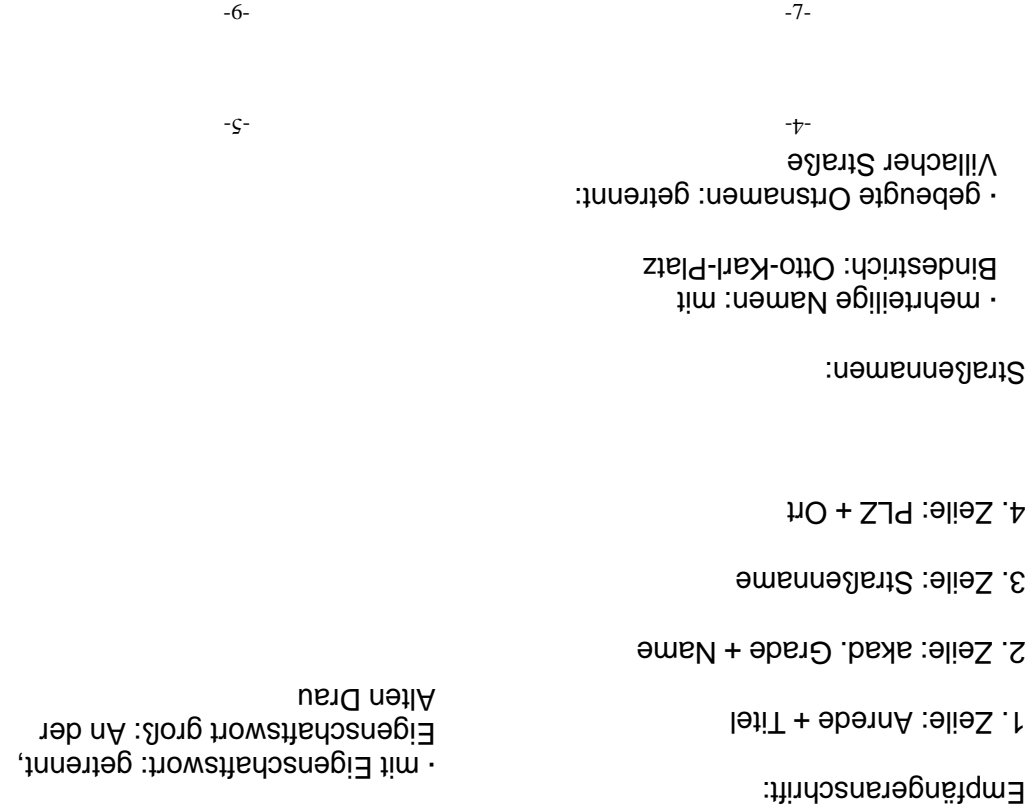 Empfängeranschrift:
1. Zeile: Anrede + Titel
2. Zeile: akad. Grade + Name
3. Zeile: Straßenname
4. Zeile: PLZ + Ort
Straßennamen:
· mehrteilige Namen: mit
Bindestrich: Otto-Karl-Platz
· gebeugte Ortsnamen: getrennt:
Villacher Straße
-4-
· mit Eigenschaftswort: getrennt,
Eigenschaftswort groß: An der
Alten Drau
-5-
-6-
-7-